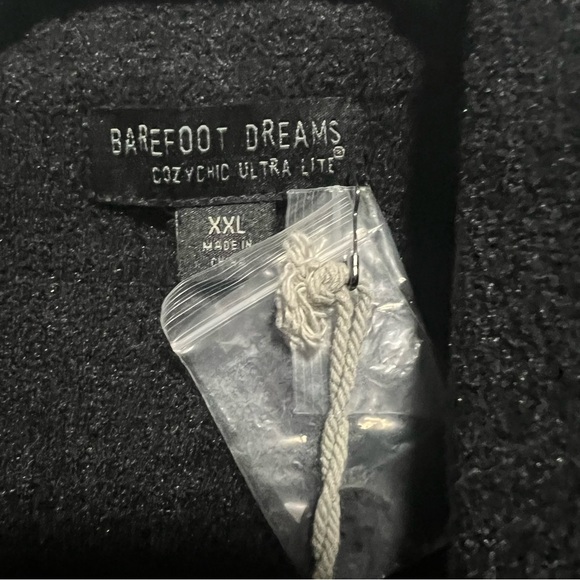 BAREFOOT DREAMS
COZYCHIC ULTRA LITE®
XXL
MADE IN